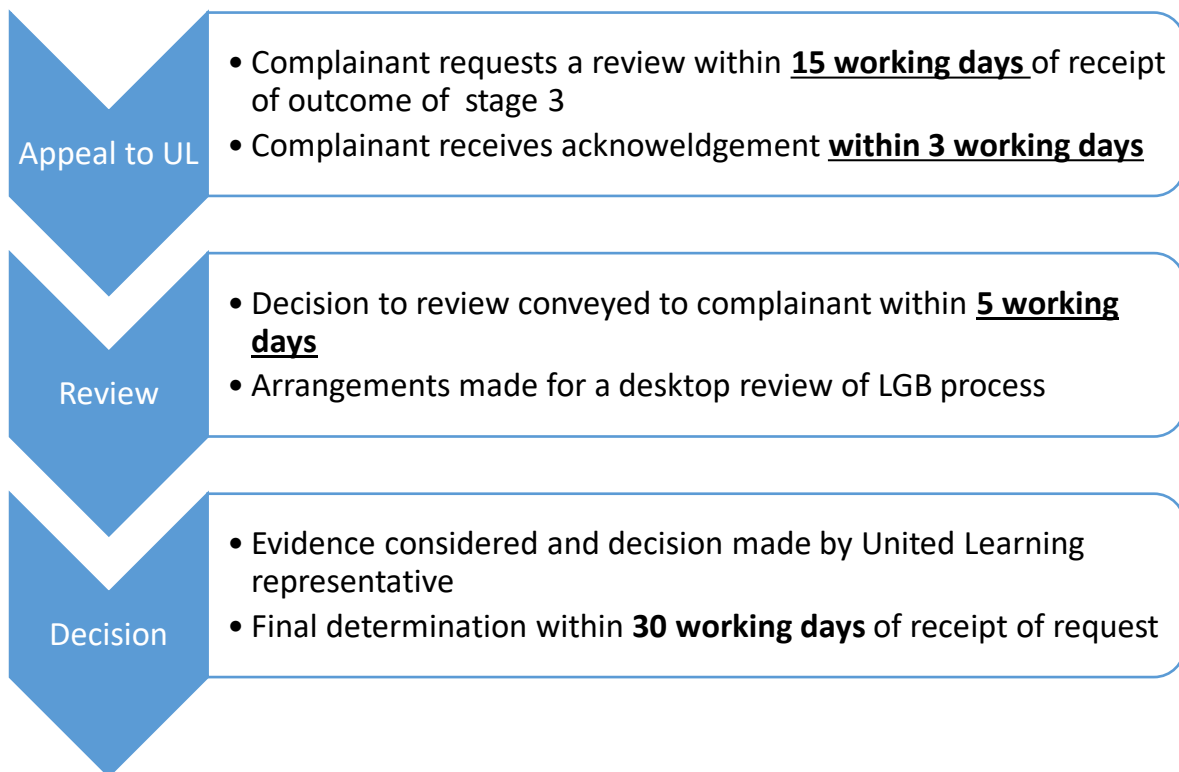 Appeal to UL
• Complainant requests a review within 15 working days of receipt
of outcome of stage 3
• Complainant receives acknoweldgement within 3 working days
Review
• Decision to review conveyed to complainant within 5 working
days
• Arrangements made for a desktop review of LGB process
Decision
• Evidence considered and decision made by United Learning
representative
• Final determination within 30 working days of receipt of request